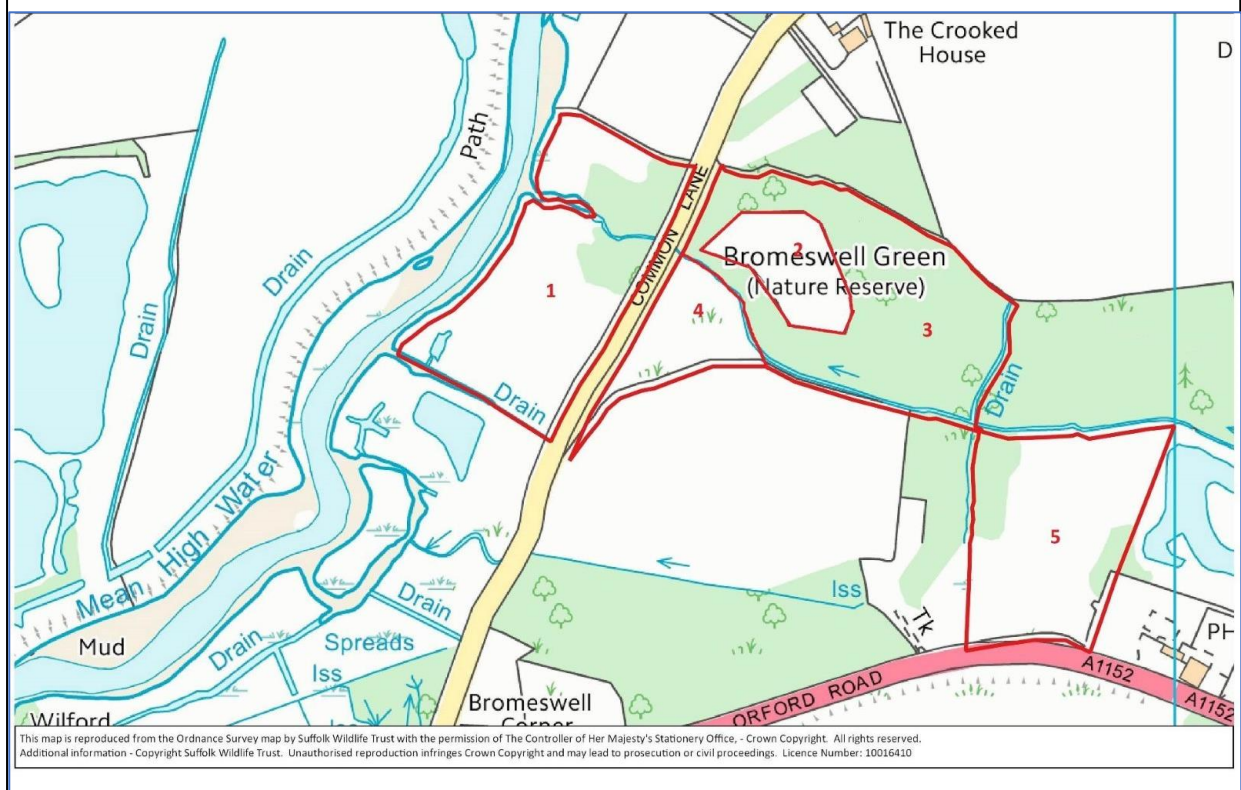 The Crooked
House
D
Path
COMMON LANE
Drain
Drain
2
Bromeswell Green
(Nature Reserve)
1
4
3
Drain
Drain
5
Mean High Water
Iss
Drain
Tk
Mud
Drain
Spreads
Iss
PH
A1152
A1152
ORFORD ROAD
Bromeswell
Corner
Wilford
Iss
This map is reproduced from the Ordnance Survey map by Suffolk Wildlife Trust with the permission of The Controller of Her Majesty's Stationery Office, - Crown Copyright. All rights reserved.
Additional information - Copyright Suffolk Wildlife Trust. Unauthorised reproduction infringes Crown Copyright and may lead to prosecution or civil proceedings. Licence Number: 10016410